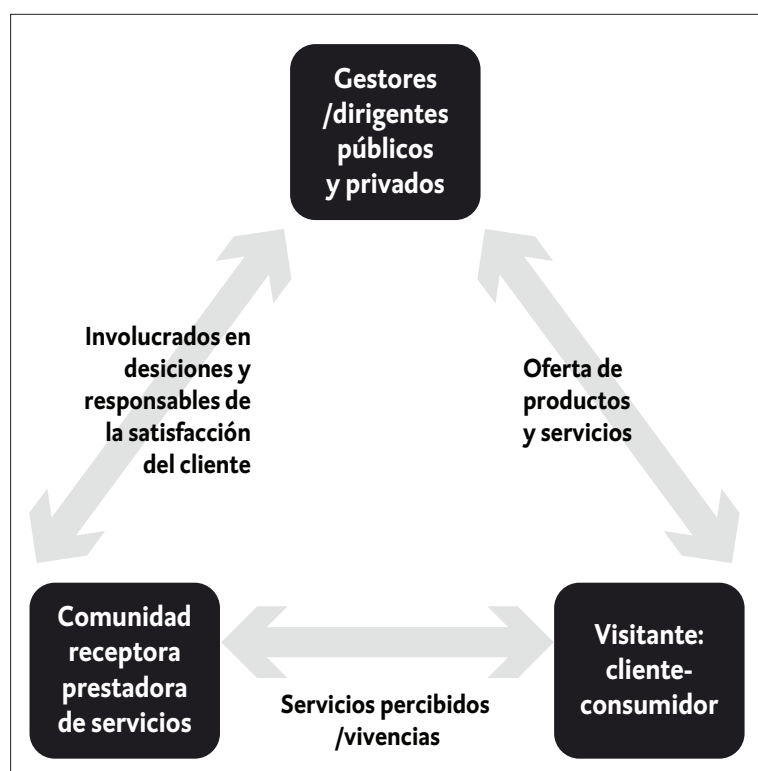 Gestores
/dirigentes
públicos
y privados
Involucrados en
desiciones y
responsables de
la satisfacción
del cliente
Oferta de
productos
y servicios
Comunidad
receptora
prestadora
de servicios
Servicios percibidos
/vivencias
Visitante:
cliente-
consumidor